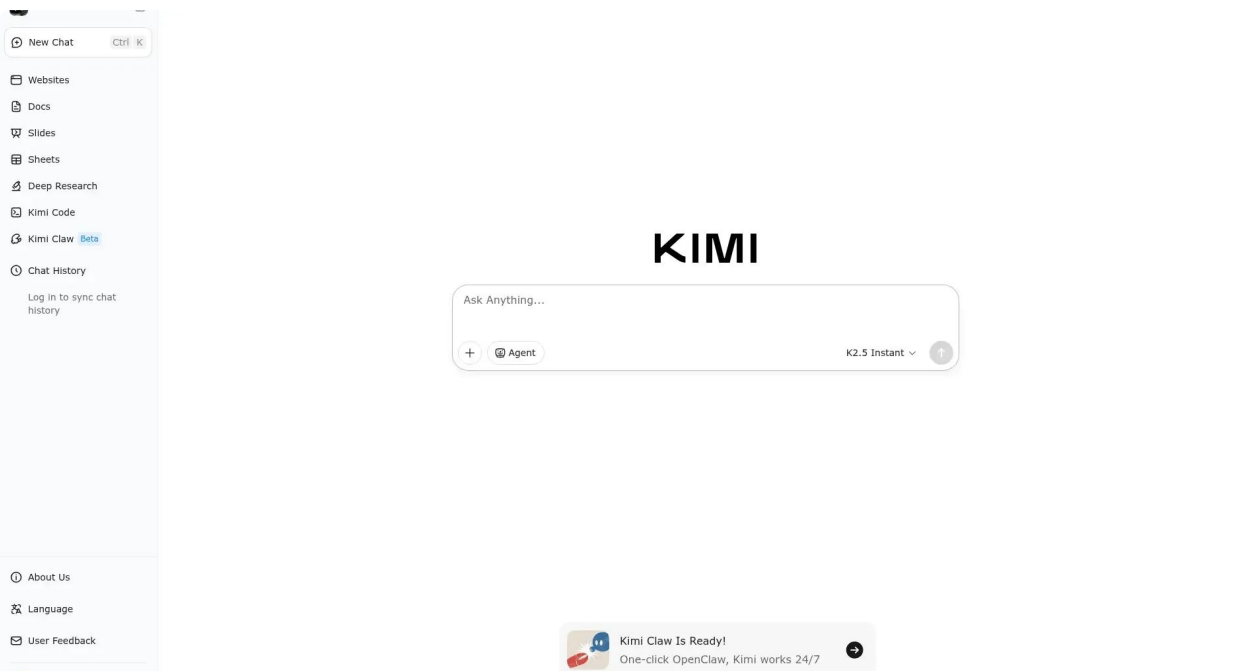 New Chat Ctrl K
Websites
Docs
Slides
Sheets
Deep Research
Kimi Code
Kimi Claw Beta
Chat History
Log in to sync chat
history
About Us
Language
User Feedback
KIMI
Ask Anything...
Agent
K2.5 Instant
Kimi Claw Is Ready!
One-click OpenClaw, Kimi works 24/7